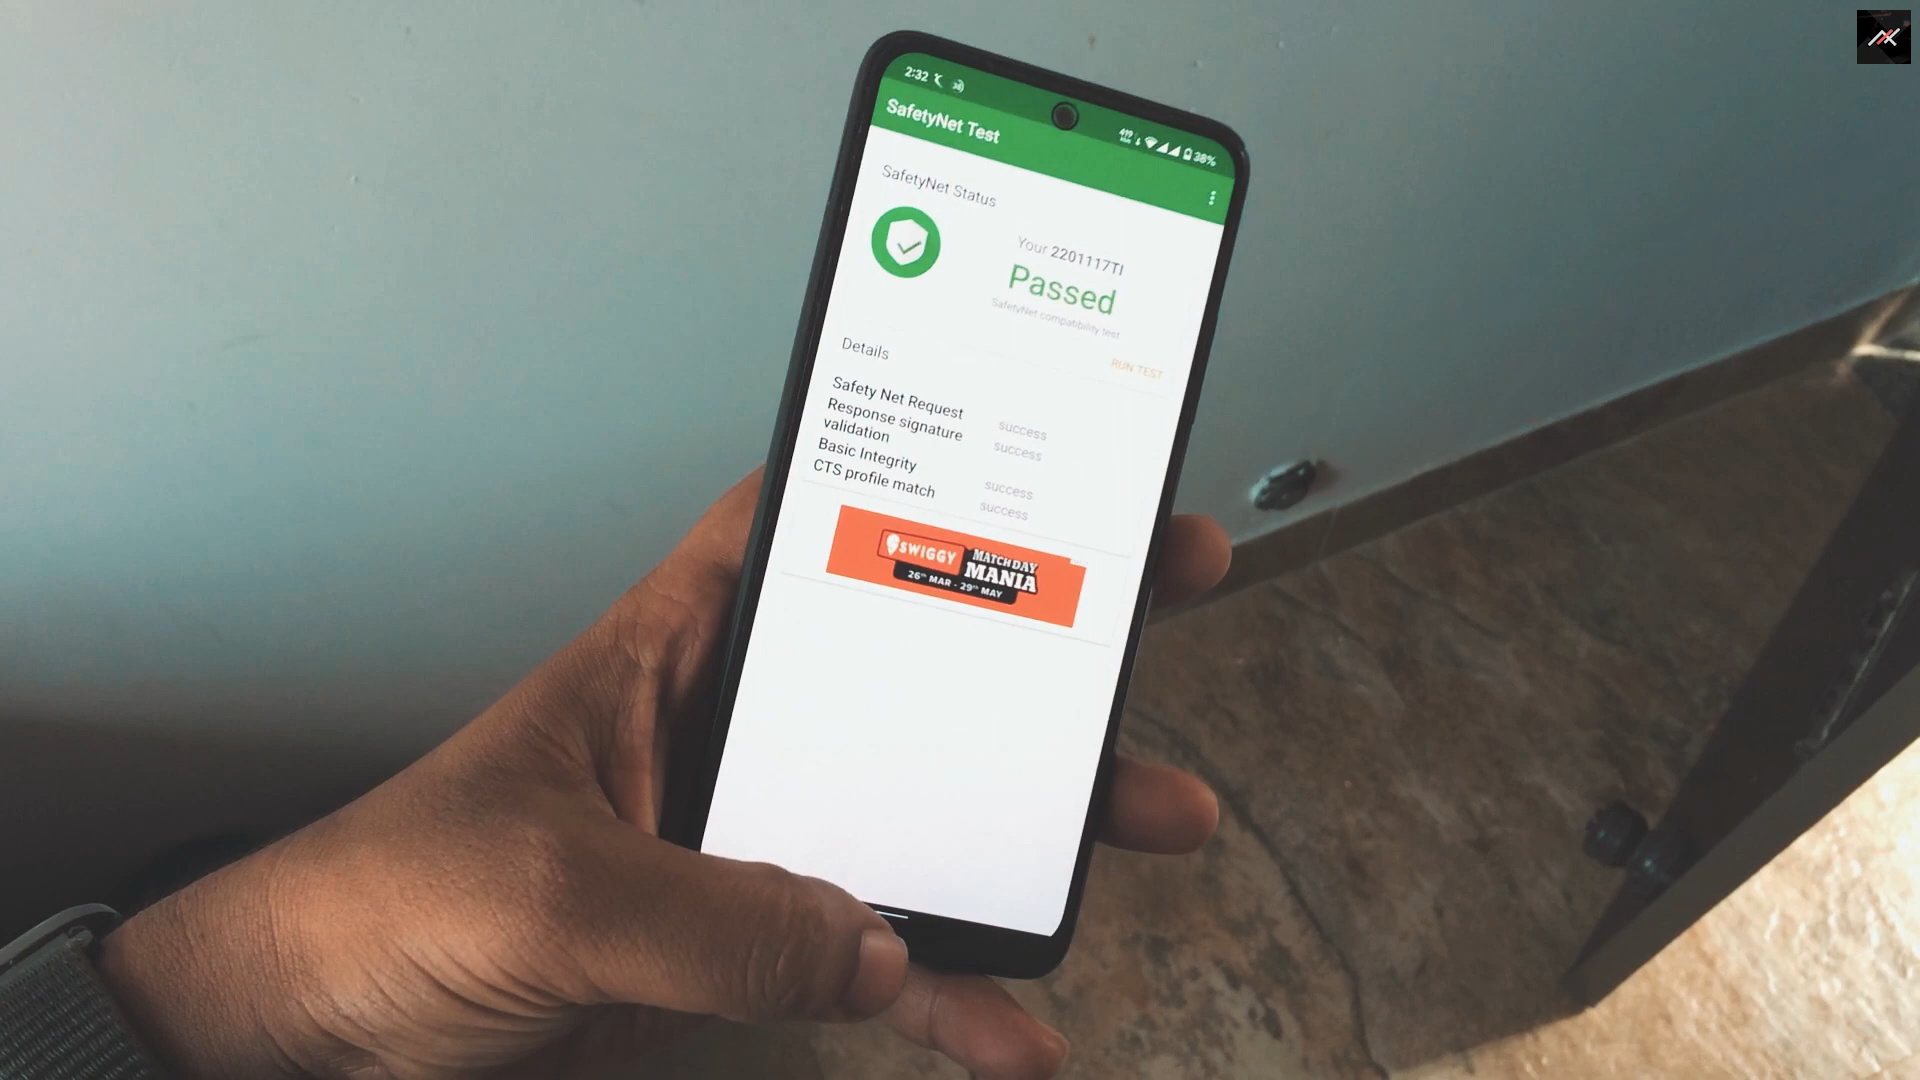 2:32
38%
SafetyNet Test
SafetyNet Status
Your 2201117TI
Passed
SafetyNet compatibility test
Details
RUN TEST
Safety Net Request success
Response signature validation success
Basic Integrity success
CTS profile match success
SWIGGY
MATCHDAY
MANIA
26th MAR - 29th MAY